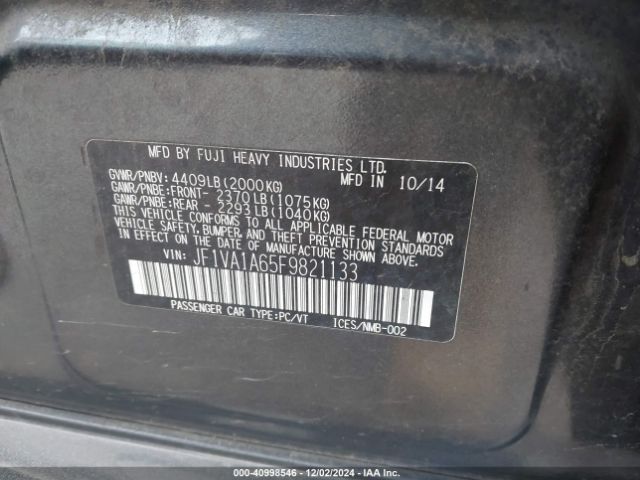 MFD BY FUJI HEAVY INDUSTRIES LTD.
GVWR/PNBV: 4409LB(2000KG) MFD IN 10/14
GAWR/PNBE:FRONT- 2370LB(1075KG)
GAWR/PNBE:REAR - 2293LB(1040KG)
THIS VEHICLE CONFORMS TO ALL APPLICABLE FEDERAL MOTOR
VEHICLE SAFETY, BUMPER, AND THEFT PREVENTION STANDARDS
IN EFFECT ON THE DATE OF MANUFACTURE SHOWN ABOVE.
VIN: JF1VA1A65F9821133
PASSENGER CAR TYPE:PC/VT ICES/NMB-002
00-40998546 - 12/02/2024 - IAA Inc.